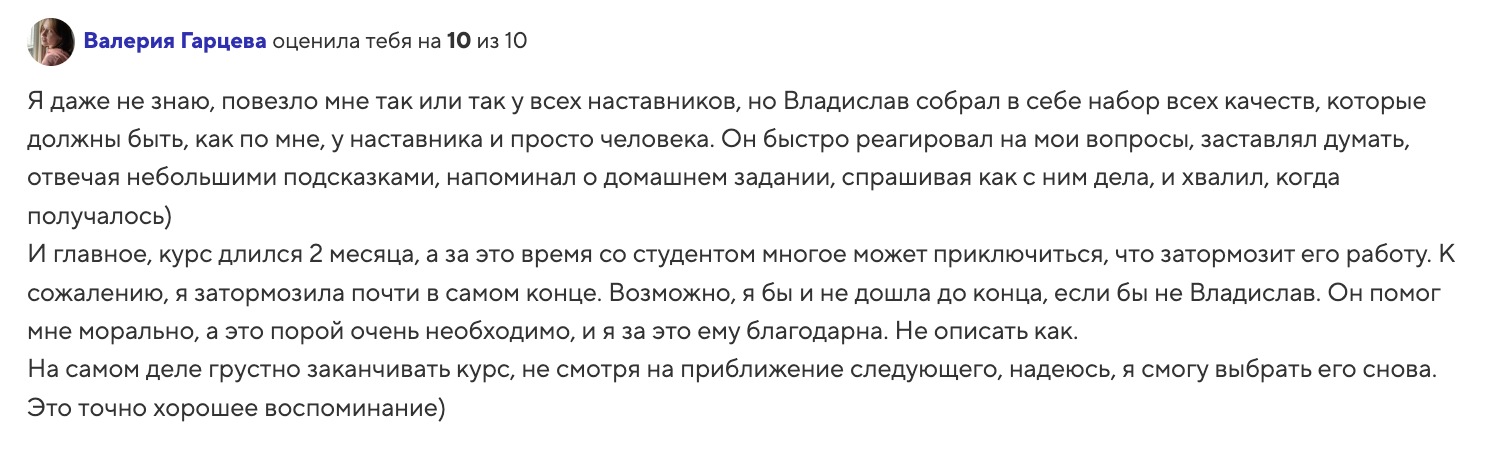 Валерия Гарцева оценила тебя на 10 из 10
Я даже не знаю, повезло мне так или так у всех наставников, но Владислав собрал в себе набор всех качеств, которые
должны быть, как по мне, у наставника и просто человека. Он быстро реагировал на мои вопросы, заставлял думать,
отвечая небольшими подсказками, напоминал о домашнем задании, спрашивая как с ним дела, и хвалил, когда
получалось)
И главное, курс длился 2 месяца, а за это время со студентом многое может приключиться, что затормозит его работу. К
сожалению, я затормозила почти в самом конце. Возможно, я бы и не дошла до конца, если бы не Владислав. Он помог
мне морально, а это порой очень необходимо, и я за это ему благодарна. Не описать как.
На самом деле грустно заканчивать курс, не смотря на приближение следующего, надеюсь, я смогу выбрать его снова.
Это точно хорошее воспоминание)